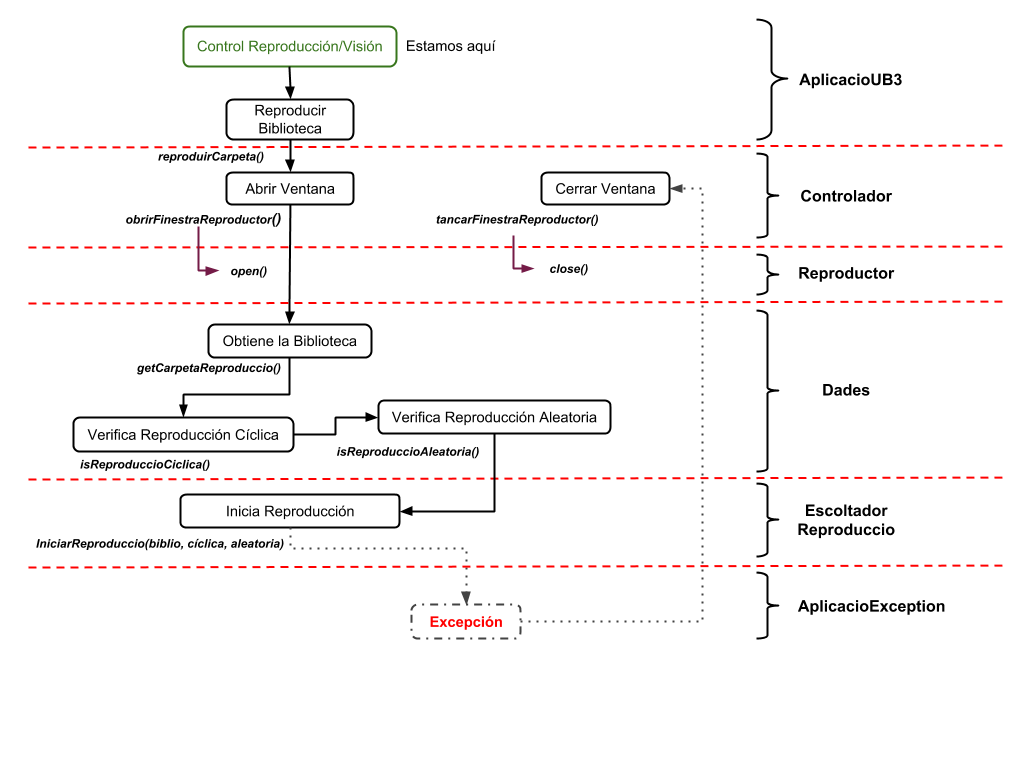 Control Reproducción/Visión
Estamos aquí
AplicacioUB3
Reproducir
Biblioteca
reproduirCarpeta()
Abrir Ventana
Cerrar Ventana
Controlador
obrirFinestraReproductor()
tancarFinestraReproductor()
open()
close()
Reproductor
Obtiene la Biblioteca
getCarpetaReproduccio()
Dades
Verifica Reproducción Cíclica
Verifica Reproducción Aleatoria
isReproduccioCiclica()
isReproduccioAleatoria()
Inicia Reproducción
Escoltador
Reproduccio
IniciarReproduccio(biblio, cíclica, aleatoria)
AplicacioException
Excepción